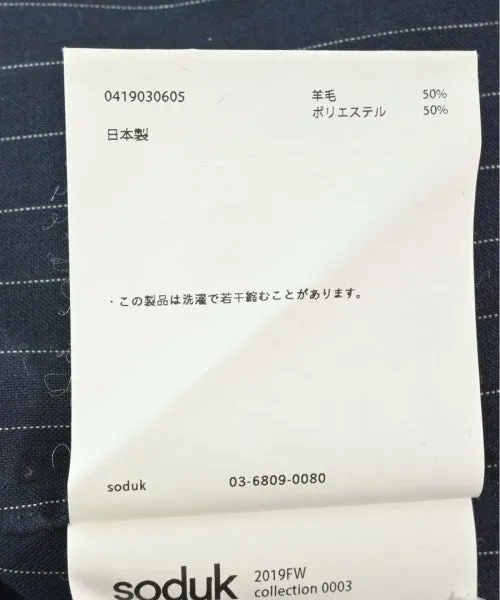 0419030605
羊毛 50%
ポリエステル 50%
日本製
・この製品は洗濯で若干縮むことがあります。
soduk 03-6809-0080
soduk
2019FW
collection 0003